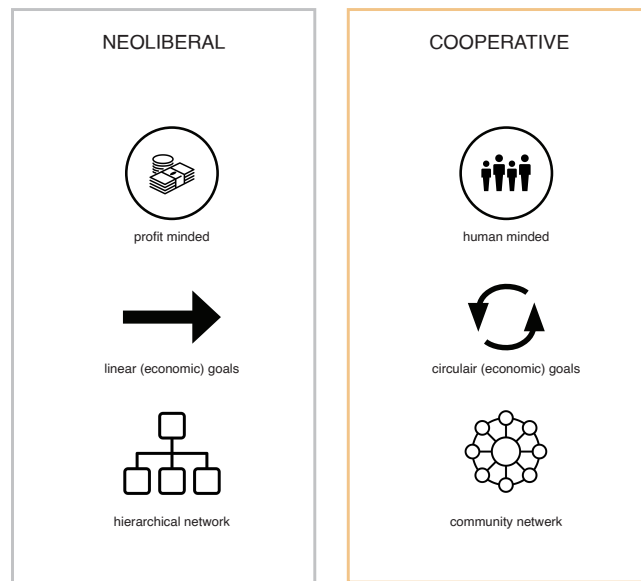 NEOLIBERAL
profit minded
linear (economic) goals
hierarchical network
COOPERATIVE
human minded
circulair (economic) goals
community netwerk